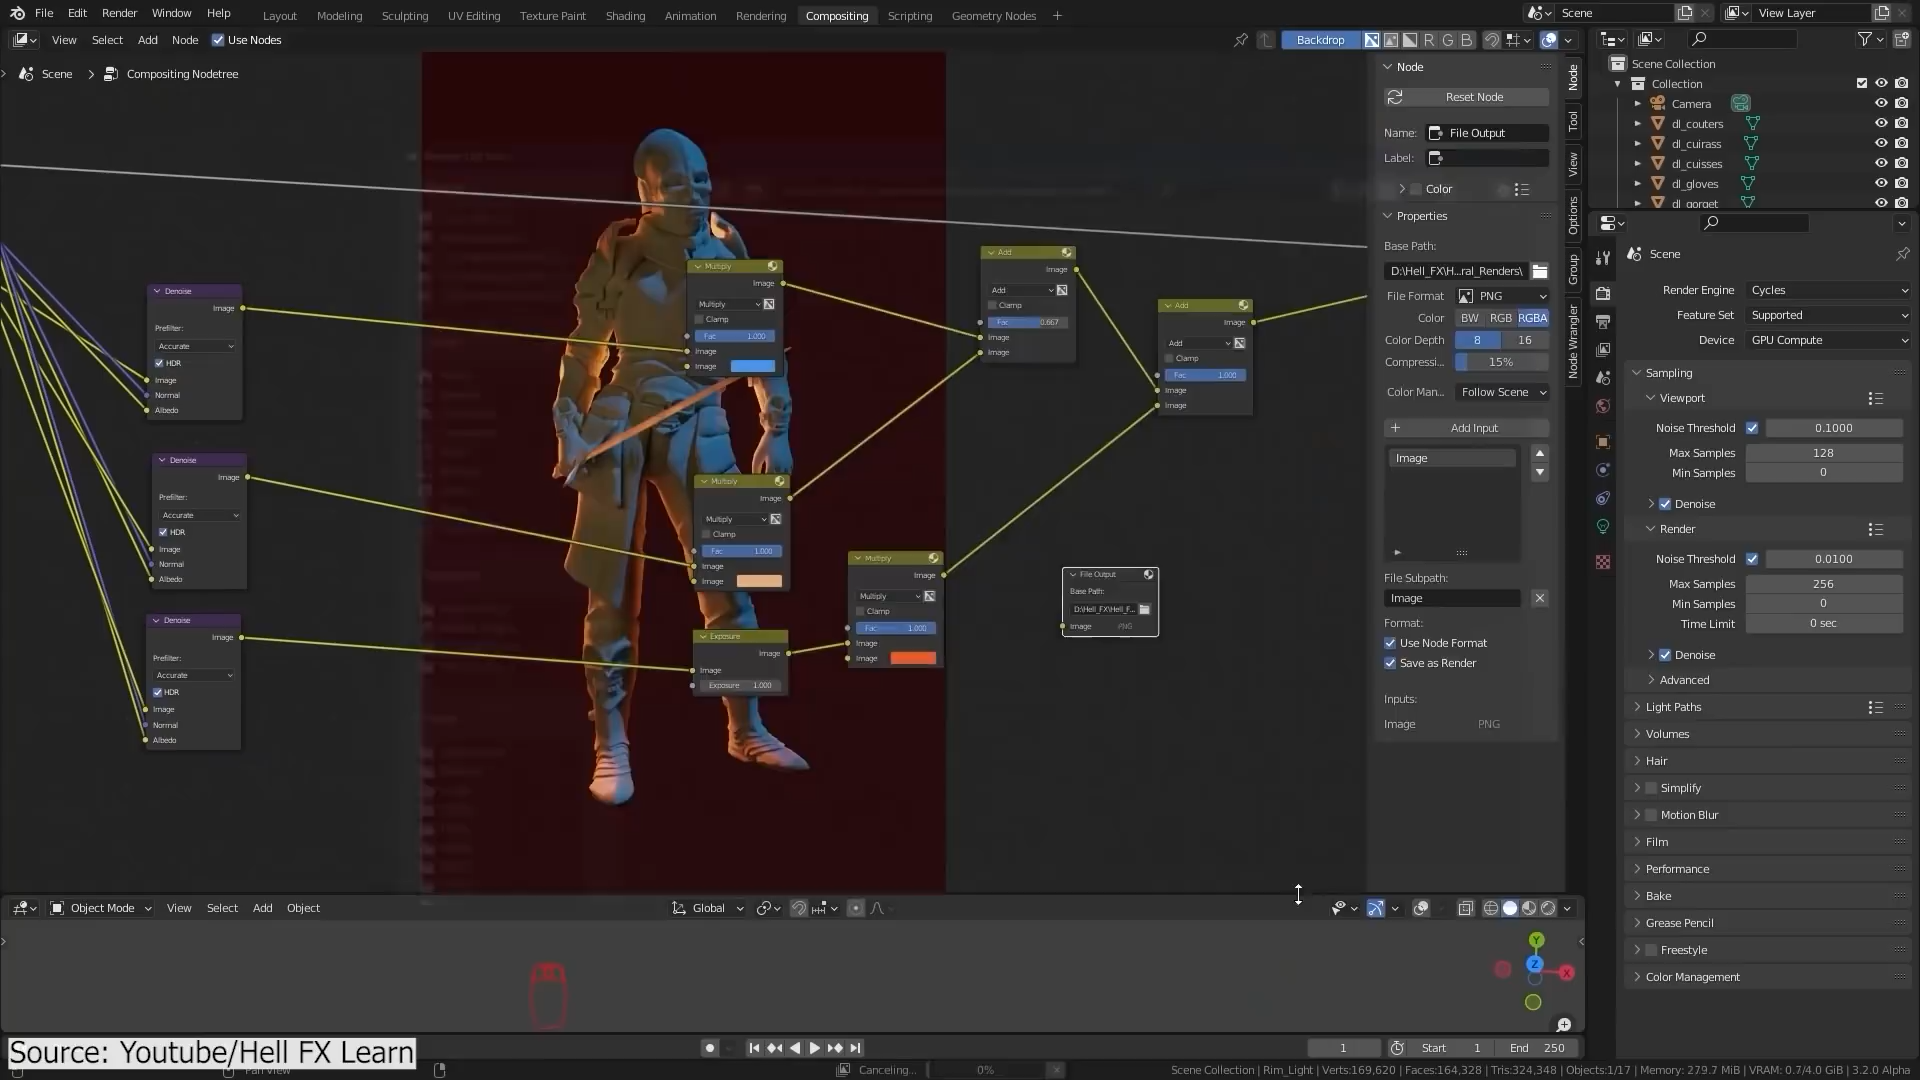 File Edit Render Window Help
Layout Modeling Sculpting UV Editing Texture Paint Shading Animation Rendering Compositing Scripting Geometry Nodes +
Scene View Layer
View Select Add Node Use Nodes
Backdrop R G B
Scene > Compositing Nodetree
Denoise
Image
Prefilter:
Accurate
HDR
Image
Normal
Albedo
Denoise
Image
Prefilter:
Accurate
HDR
Image
Normal
Albedo
Denoise
Image
Prefilter:
Accurate
HDR
Image
Normal
Albedo
Multiply
Image
Multiply
Clamp
Fac 1.000
Image
Image
Multiply
Image
Multiply
Clamp
Fac 1.000
Image
Image
Exposure
Image
Image
Exposure 1.000
Multiply
Image
Multiply
Clamp
Fac 1.000
Image
Image
Add
Image
Add
Clamp
Fac 0.667
Image
Image
Add
Image
Add
Clamp
Fac 1.000
Image
Image
File Output
Base Path:
D:\Hell_FX\Hell_F...
Image PNG
Node
Reset Node
Name: File Output
Label:
Color
Properties
Base Path:
D:\Hell_FX\H...ral_Renders\
File Format PNG
Color BW RGB RGBA
Color Depth 8 16
Compressi... 15%
Color Man... Follow Scene
+ Add Input
Image
File Subpath:
Image
Format:
Use Node Format
Save as Render
Inputs:
Image PNG
Node
Tool
View
Options
Group
Node Wrangler
Scene Collection
Collection
Camera
dl_couters
dl_cuirass
dl_cuisses
dl_gloves
dl_gorget
Scene
Render Engine Cycles
Feature Set Supported
Device GPU Compute
Sampling
Viewport
Noise Threshold 0.1000
Max Samples 128
Min Samples 0
Denoise
Render
Noise Threshold 0.0100
Max Samples 256
Min Samples 0
Time Limit 0 sec
Denoise
Advanced
Light Paths
Volumes
Hair
Simplify
Motion Blur
Film
Performance
Bake
Grease Pencil
Freestyle
Color Management
Object Mode View Select Add Object Global
Y
Z
X
Source: Youtube/Hell FX Learn
1 Start 1 End 250
Pan View Canceling... 0% Scene Collection | Rim_Light | Verts:169,620 | Faces:164,328 | Tris:324,348 | Objects:1/17 | Memory: 279.7 MiB | VRAM: 0.7/4.0 GiB | 3.2.0 Alpha